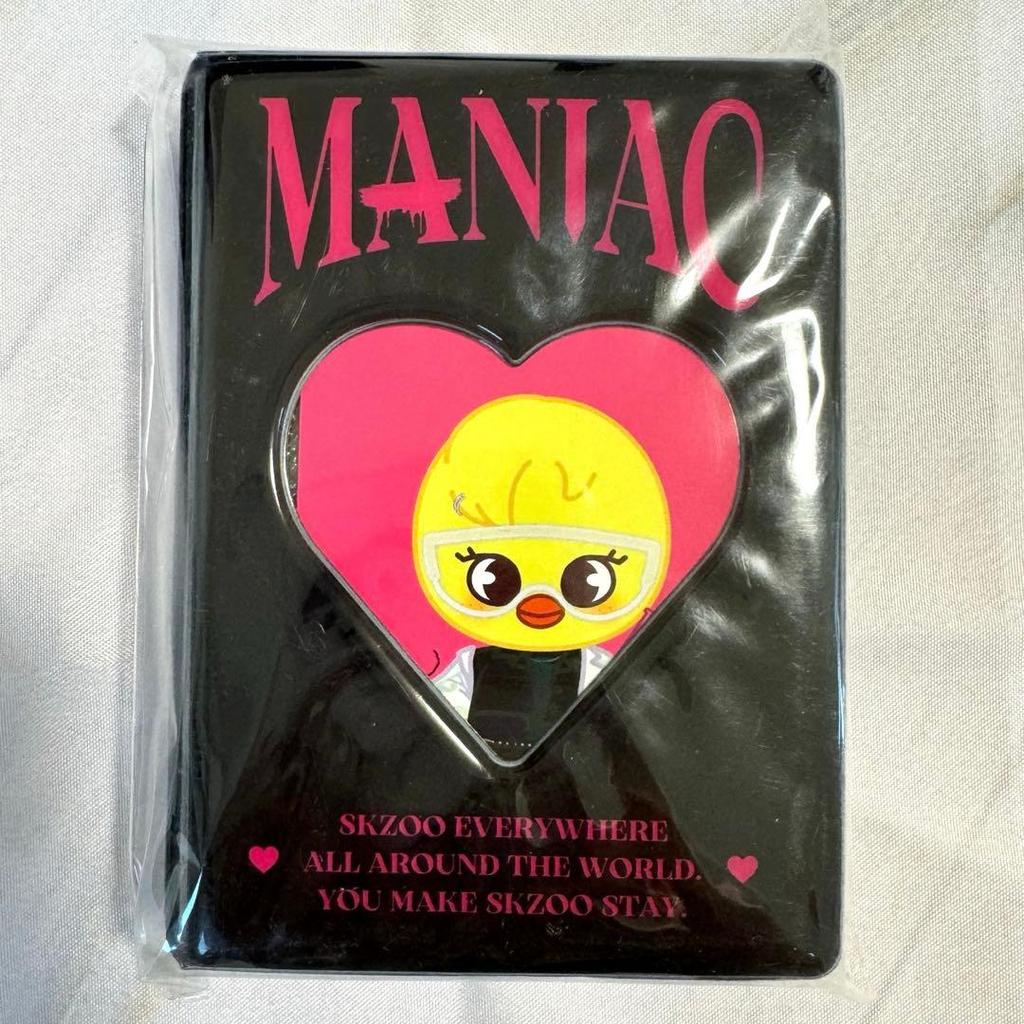 MANIAC
SKZOO EVERYWHERE
ALL AROUND THE WORLD.
YOU MAKE SKZOO STAY.